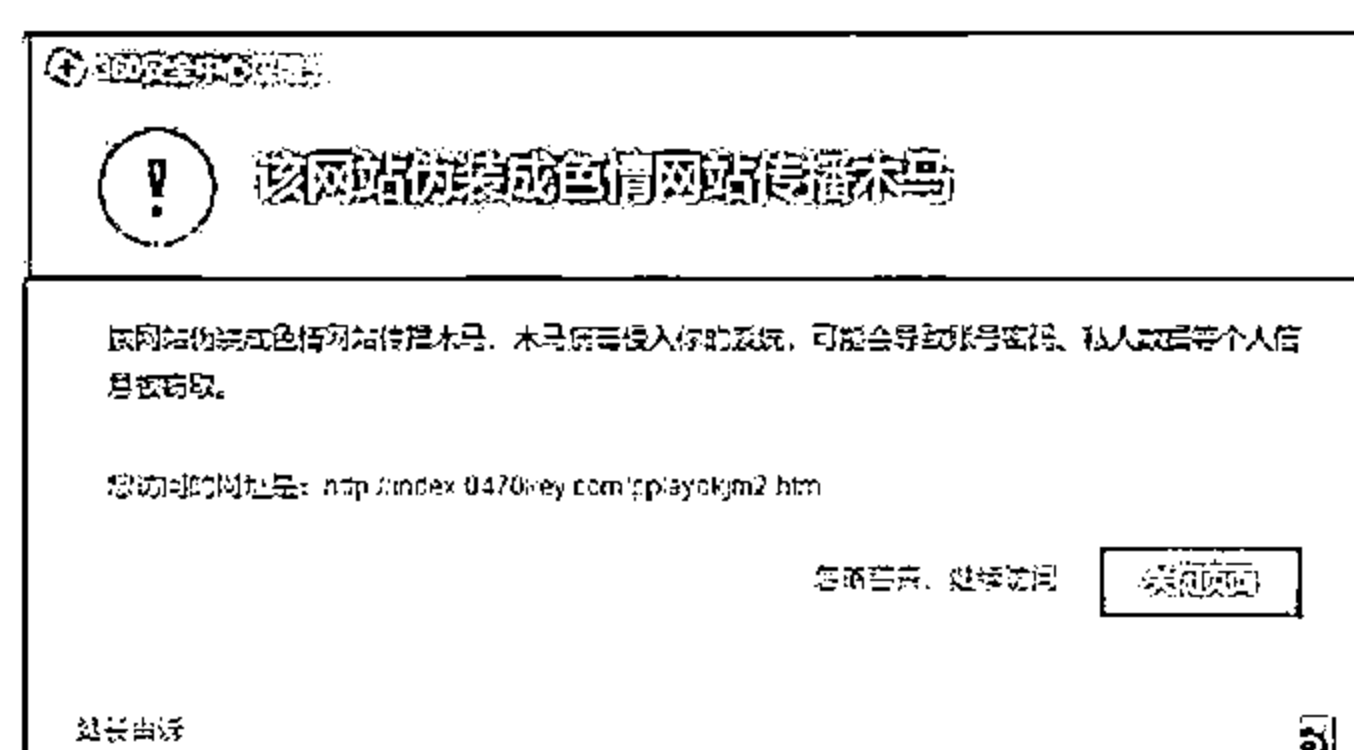 360安全中心提醒您
该网站伪装成色情网站传播木马
该网站伪装成色情网站传播木马，木马病毒侵入你的系统，可能会导致账号密码、私人数据等个人信
息被窃取。
您访问的网址是：http://index.0470key.com/pplayokjm2.htm
忽略警告，继续访问
关闭页面
站长申诉